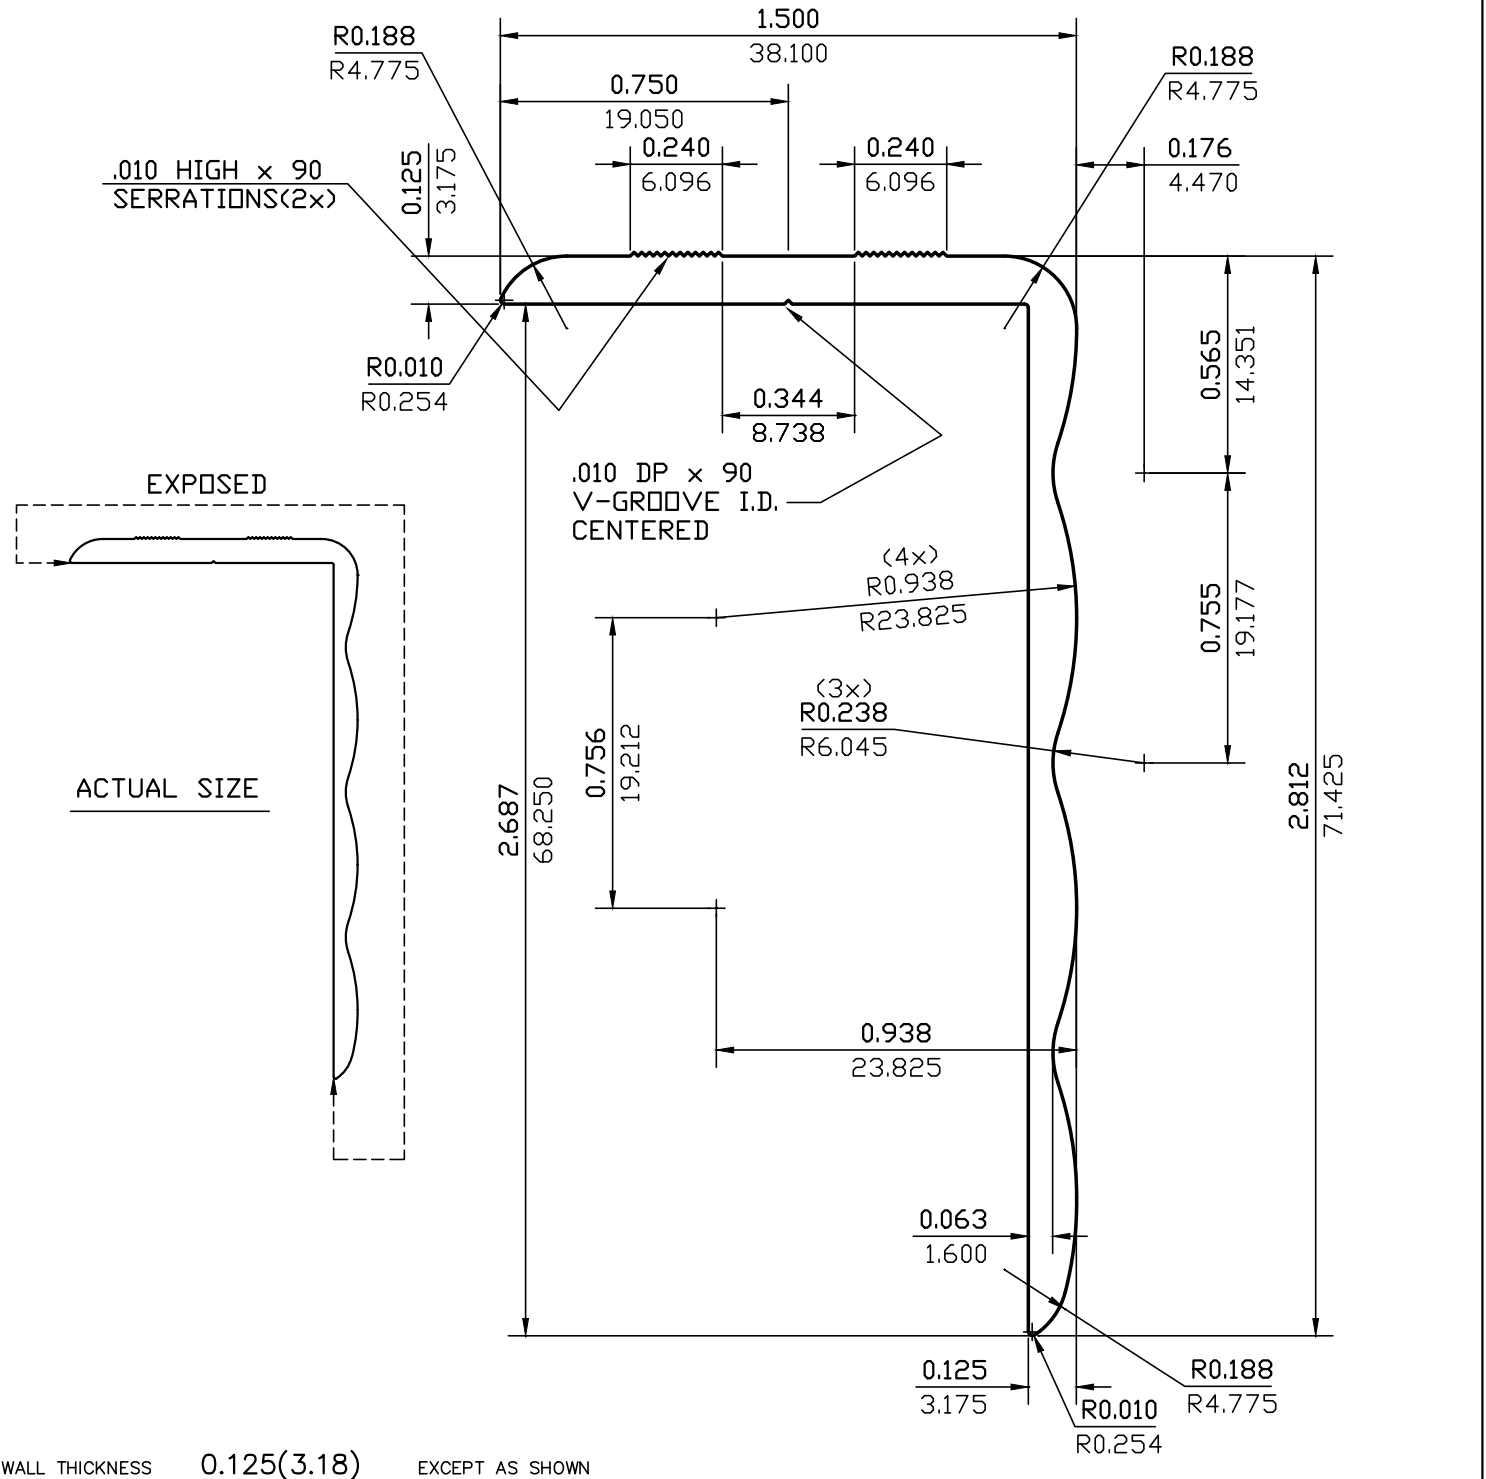 1.500
38.100
R0.188
R4.775
0.750
19.050
R0.188
R4.775
0.240
6.096
0.240
6.096
0.176
4.470
.010 HIGH x 90
SERRATIONS(2x)
0.125
3.175
R0.010
R0.254
0.565
14.351
0.344
8.738
.010 DP x 90
V-GROOVE I.D.
CENTERED
EXPOSED
(4x)
R0.938
R23.825
0.755
19.177
(3x)
R0.238
R6.045
0.756
19.212
ACTUAL SIZE
2.687
68.250
2.812
71.425
0.938
23.825
0.063
1.600
0.125
3.175
R0.188
R4.775
R0.010
R0.254
WALL THICKNESS 0.125(3.18) EXCEPT AS SHOWN